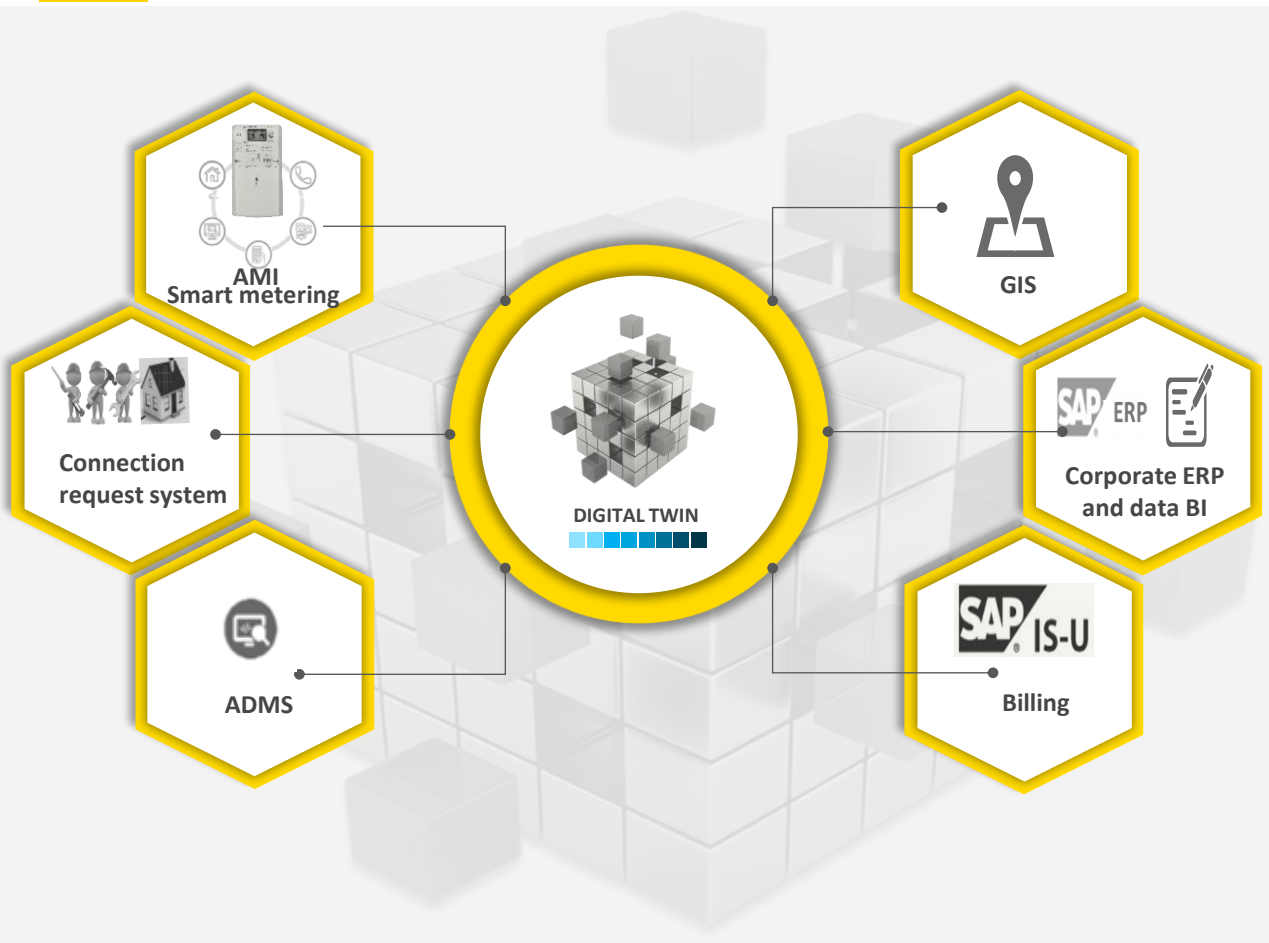 AMI
Smart metering
Connection
request system
ADMS
DIGITAL TWIN
GIS
SAP ERP
Corporate ERP
and data BI
SAP IS-U
Billing